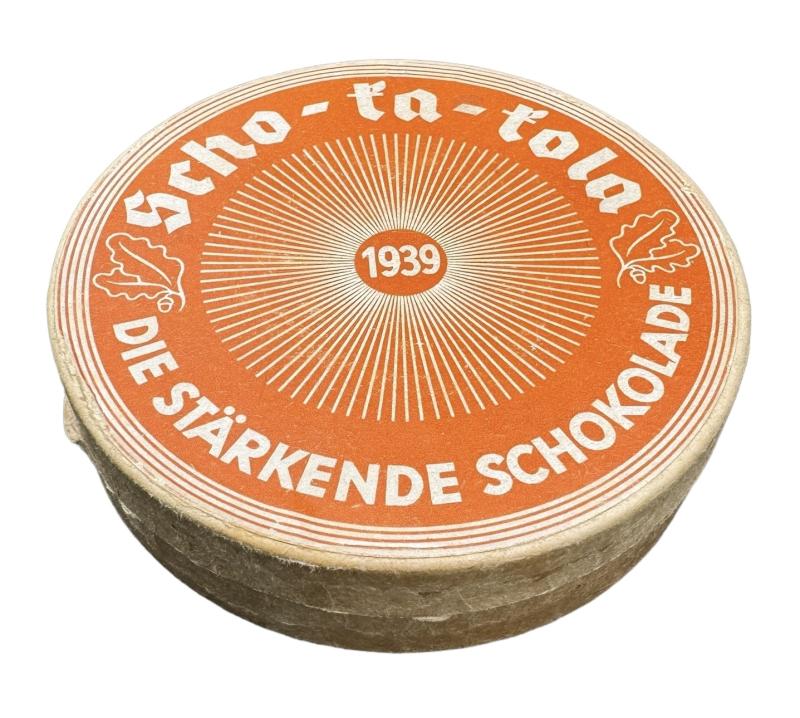 Scho-ka-kola
1939
DIE STÄRKENDE SCHOKOLADE